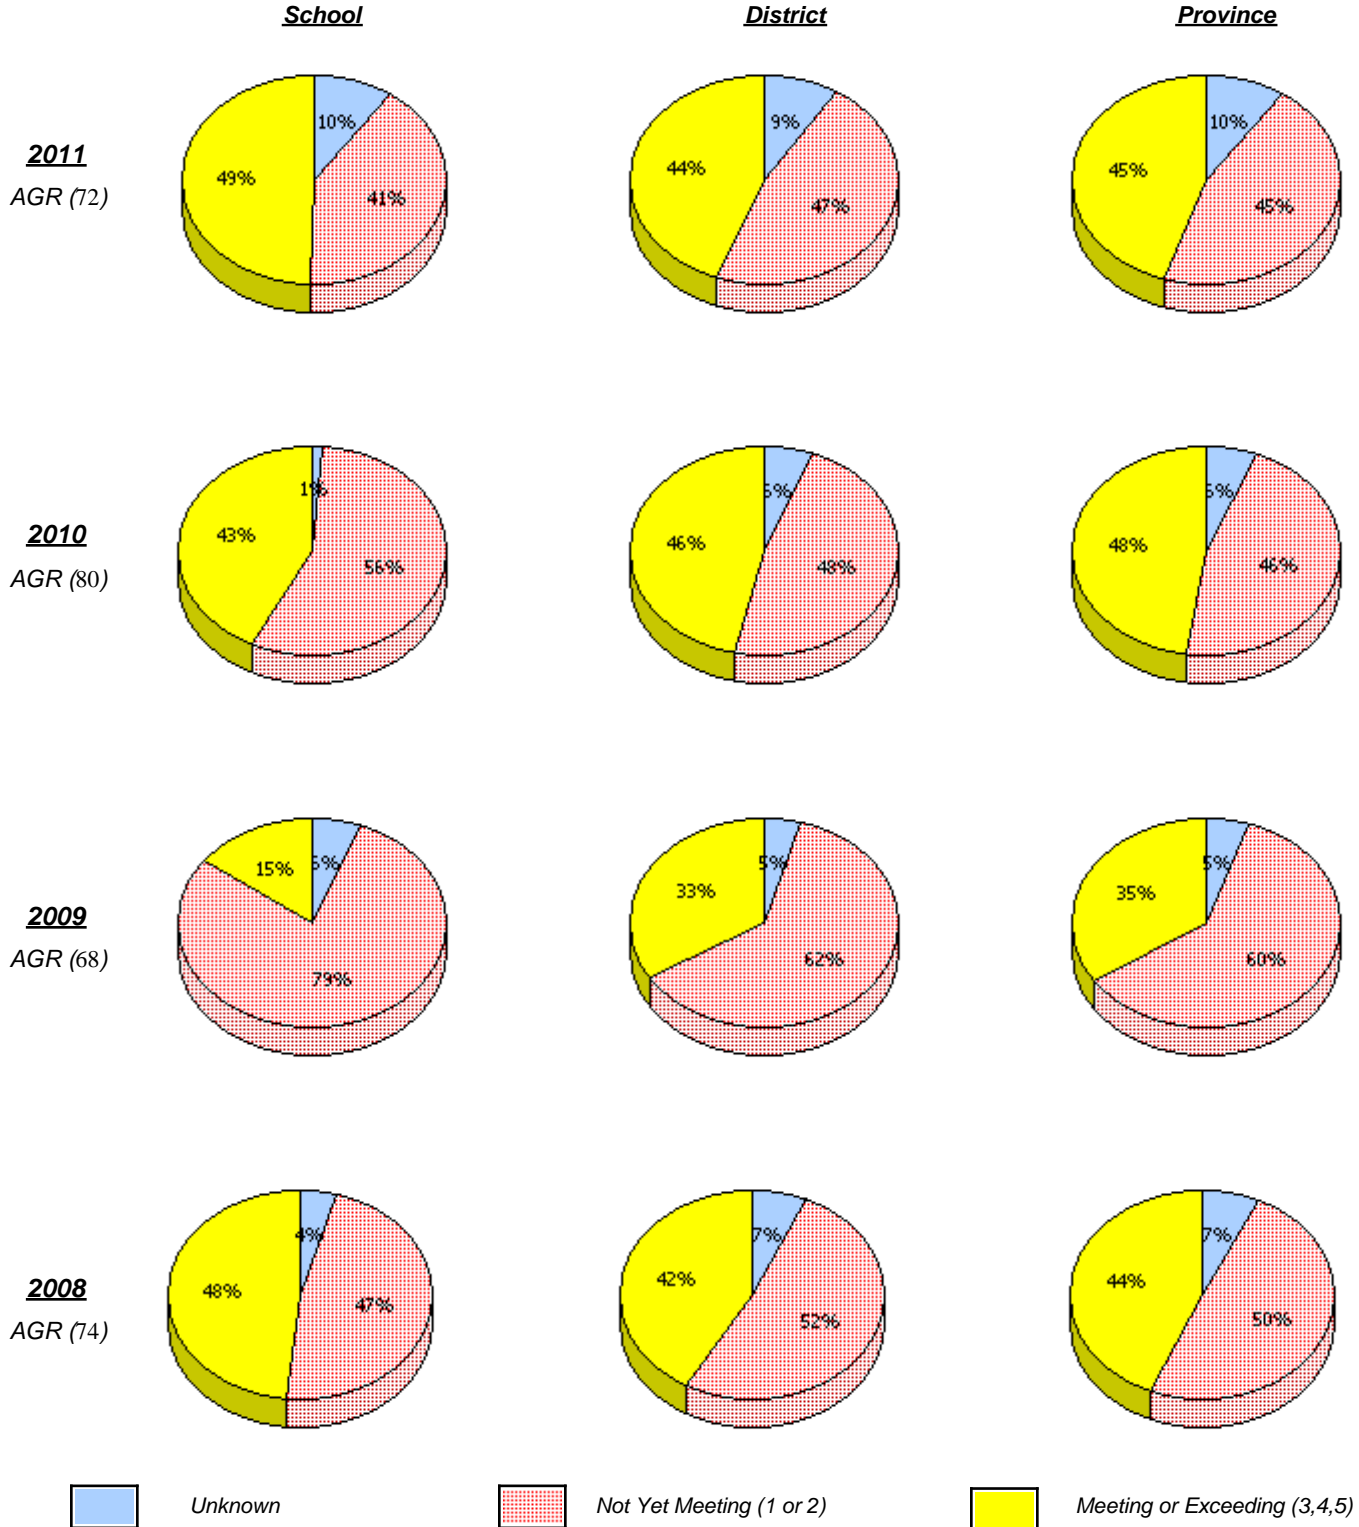 School District Province
10% 9% 10%
2011
49% 44% 45%
AGR (72)
41% 47% 45%
1%
2010
43% 46% 48%
AGR (80)
56% 48% 46%
15% 5% 5%
33% 35%
2009
AGR (68)
79% 62% 60%
4% 7% 7%
2008
48% 42% 44%
AGR (74)
47% 52% 50%
Unknown Not Yet Meeting (1 or 2) Meeting or Exceeding (3,4,5)